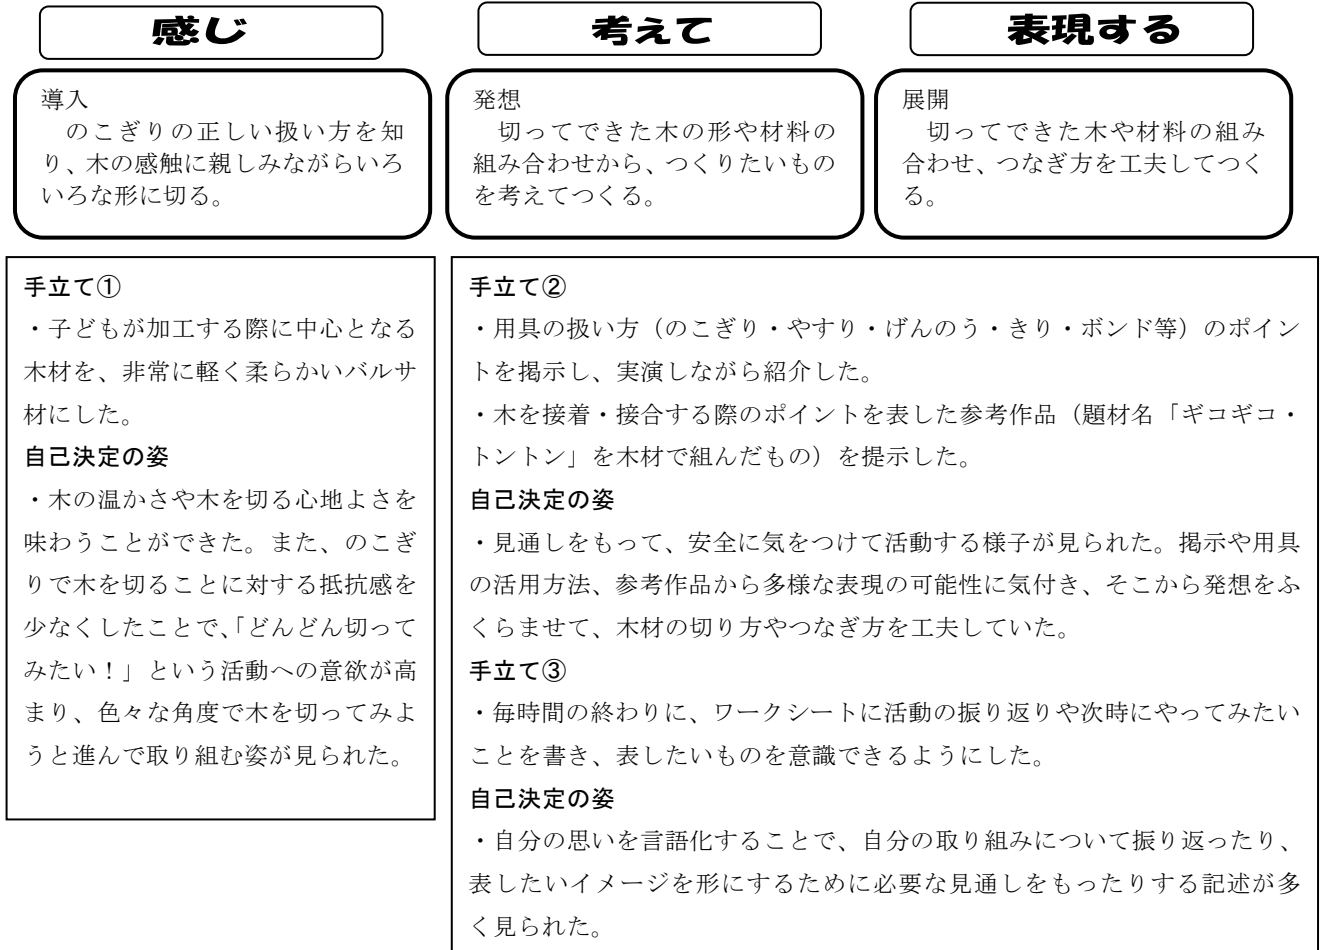 感じ
考えて
表現する
導入
のこぎりの正しい扱い方を知
り、木の感触に親しみながらいろ
いろな形に切る。
発想
切ってできた木の形や材料の
組み合わせから、つくりたいもの
を考えてつくる。
展開
切ってできた木や材料の組み
合わせ、つなぎ方を工夫してつく
る。
手立て①
・子どもが加工する際に中心となる
木材を、非常に軽く柔らかいバルサ
材にした。
自己決定の姿
・木の温かさや木を切る心地よさを
味わうことができた。また、のこぎ
りで木を切ることに対する抵抗感を
少なくしたことで、「どんどん切って
みたい！」という活動への意欲が高
まり、色々な角度で木を切ってみよ
うと進んで取り組む姿が見られた。
手立て②
・用具の扱い方（のこぎり・やすり・げんのう・きり・ボンド等）のポイン
トを掲示し、実演しながら紹介した。
・木を接着・接合する際のポイントを表した参考作品（題材名「ギコギコ・
トントン」を木材で組んだもの）を提示した。
自己決定の姿
・見通しをもって、安全に気をつけて活動する様子が見られた。掲示や用具
の活用方法、参考作品から多様な表現の可能性に気付き、そこから発想をふ
くらませて、木材の切り方やつなぎ方を工夫していた。
手立て③
・毎時間の終わりに、ワークシートに活動の振り返りや次時にやってみたい
ことを書き、表したいものを意識できるようにした。
自己決定の姿
・自分の思いを言語化することで、自分の取り組みについて振り返ったり、
表したいイメージを形にするために必要な見通しをもったりする記述が多
く見られた。